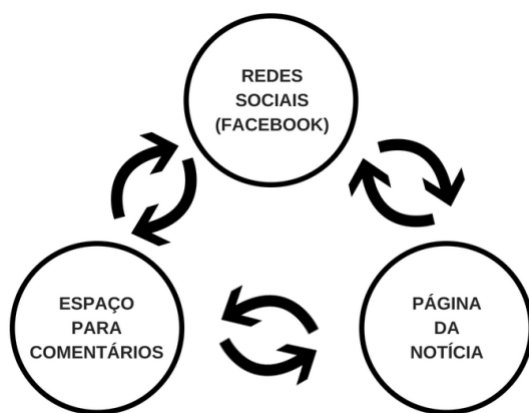 REDES
SOCIAIS
(FACEBOOK)
ESPAÇO
PARA
COMENTÁRIOS
PÁGINA
DA
NOTÍCIA